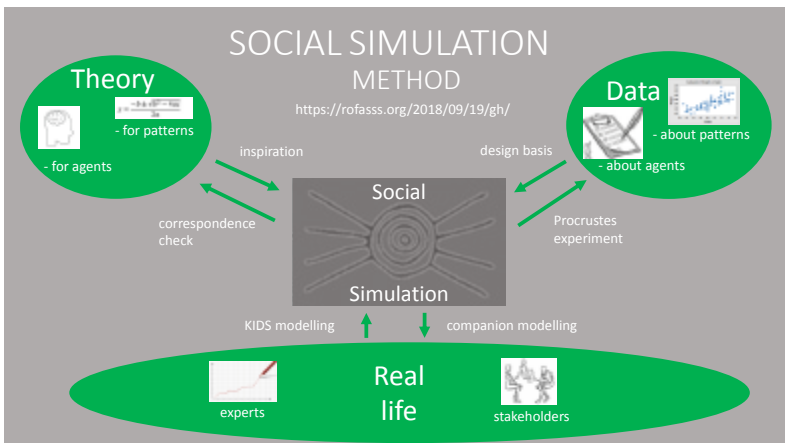 SOCIAL SIMULATION
METHOD
https://rofasss.org/2018/09/19/gh/
Theory
- for patterns
- for agents
Data
- about patterns
- about agents
inspiration
correspondence
check
design basis
Procrustes
experiment
Social
Simulation
KIDS modelling
companion modelling
Real
life
experts
stakeholders